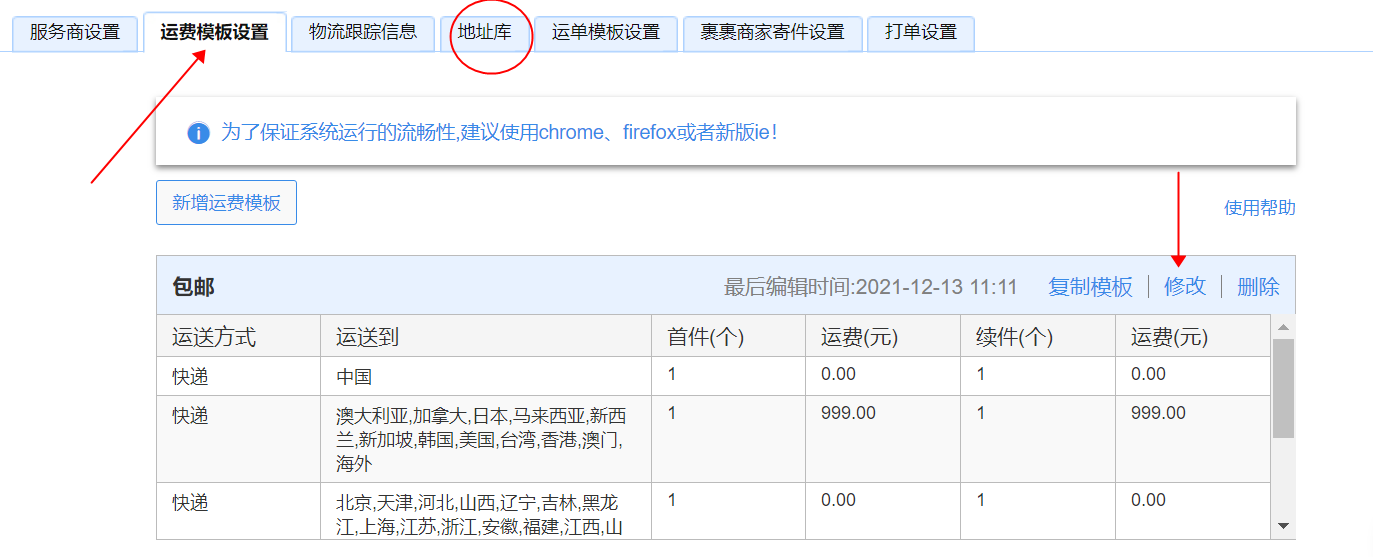 服务商设置 运费模板设置 物流跟踪信息 地址库 运单模板设置 裹裹商家寄件设置 打单设置
为了保证系统运行的流畅性,建议使用chrome、firefox或者新版ie!
新增运费模板
使用帮助
包邮 最后编辑时间:2021-12-13 11:11 复制模板 修改 删除
运送方式 运送到 首件(个) 运费(元) 续件(个) 运费(元)
快递 中国 1 0.00 1 0.00
快递 澳大利亚,加拿大,日本,马来西亚,新西 1 999.00 1 999.00
兰,新加坡,韩国,美国,台湾,香港,澳门,
海外
快递 北京,天津,河北,山西,辽宁,吉林,黑龙 1 0.00 1 0.00
江,上海,江苏,浙江,安徽,福建,江西,山